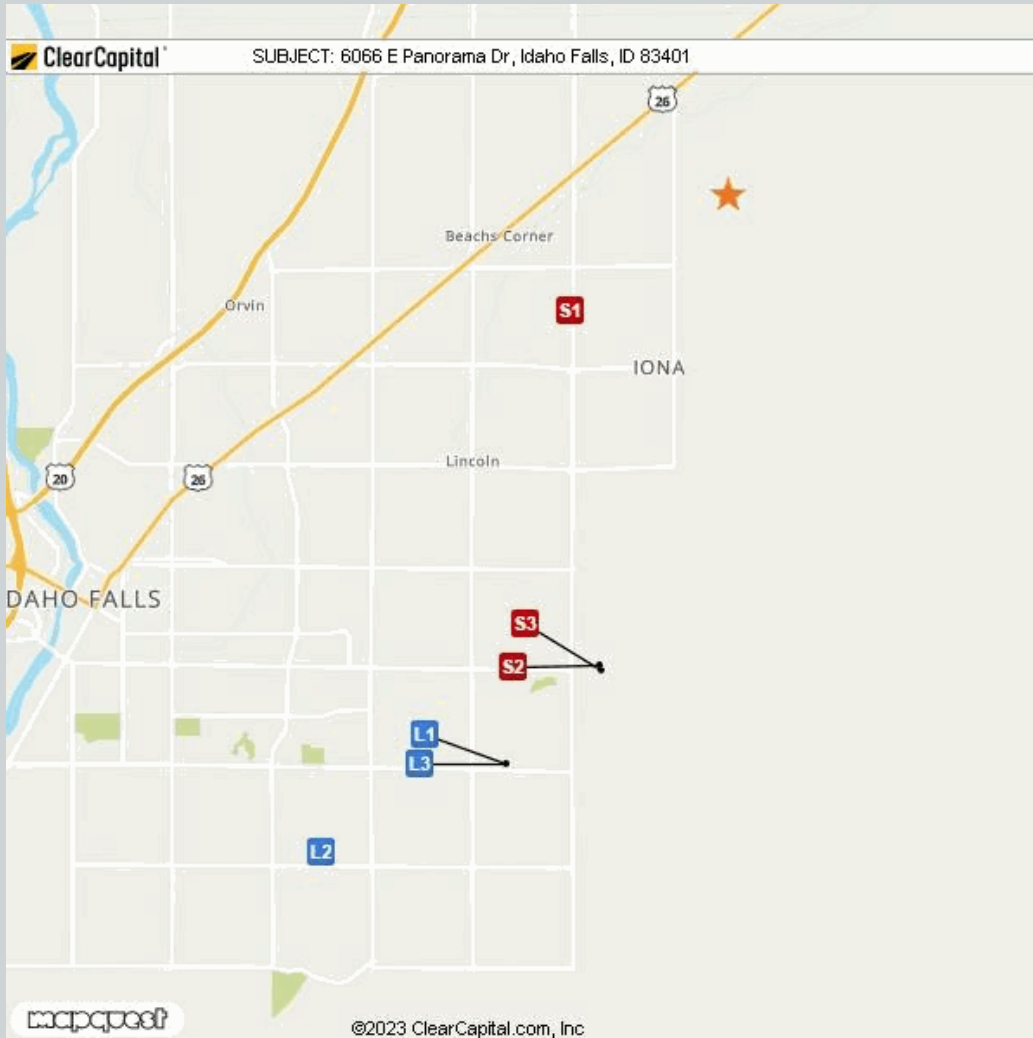 ClearCapital® SUBJECT: 6066 E Panorama Dr, Idaho Falls, ID 83401
26
Beachs Corner
Orvin
S1
IONA
Lincoln
20
26
DAHO FALLS
S3
S2
L1
L3
L2
mapquest
©2023 ClearCapital.com, Inc